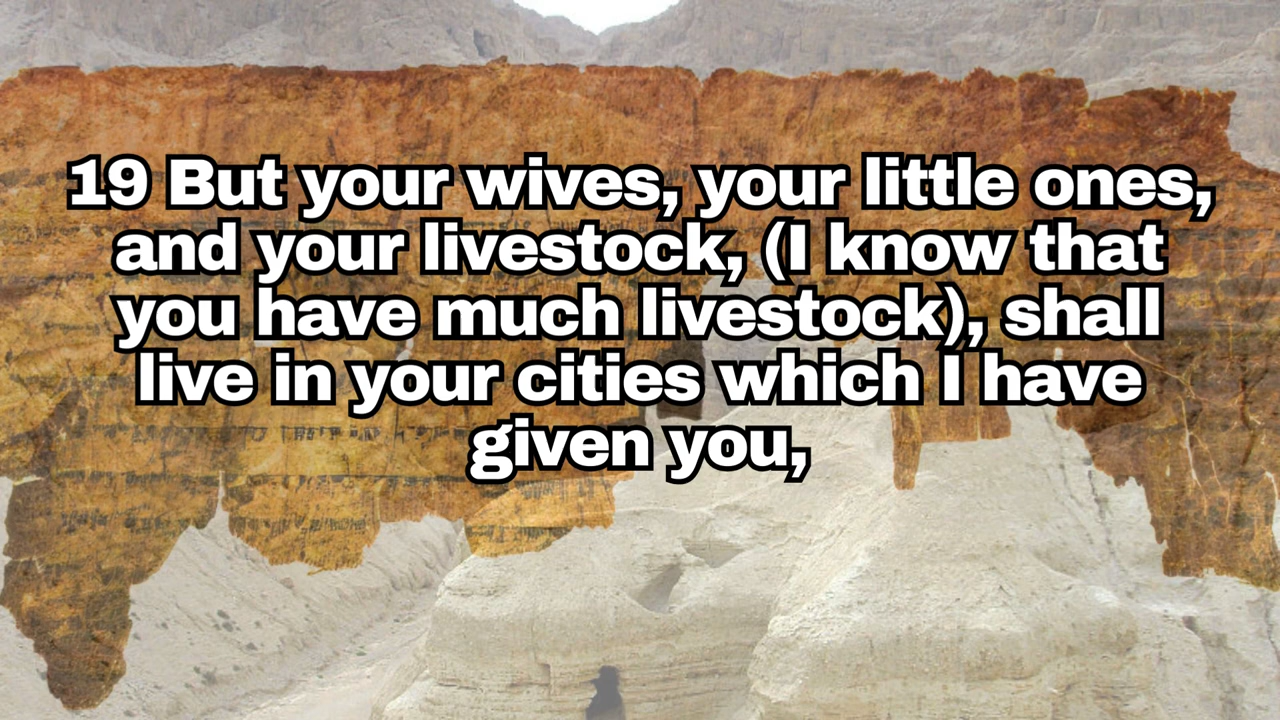 19 But your wives, your little ones,
and your livestock, (I know that
you have much livestock), shall
live in your cities which I have
given you,